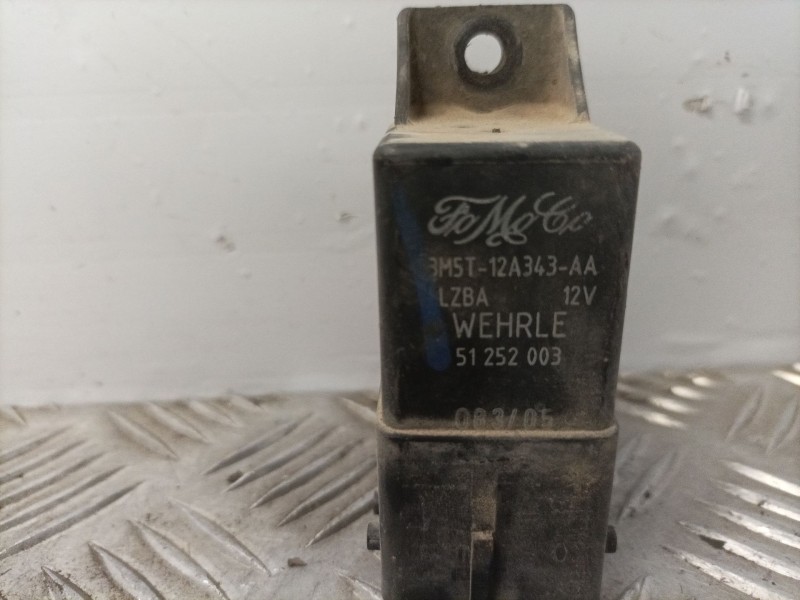 FoMoCo
3M5T-12A343-AA
LZBA 12V
WEHRLE
51 252 003
083/05